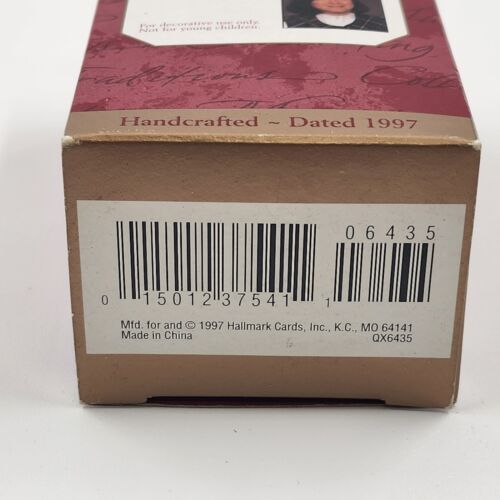 For decorative use only.
Not for young children.
Handcrafted ~ Dated 1997
06435
0 15012 37541 1
Mfd. for and © 1997 Hallmark Cards, Inc., K.C., MO 64141
Made in China QX6435